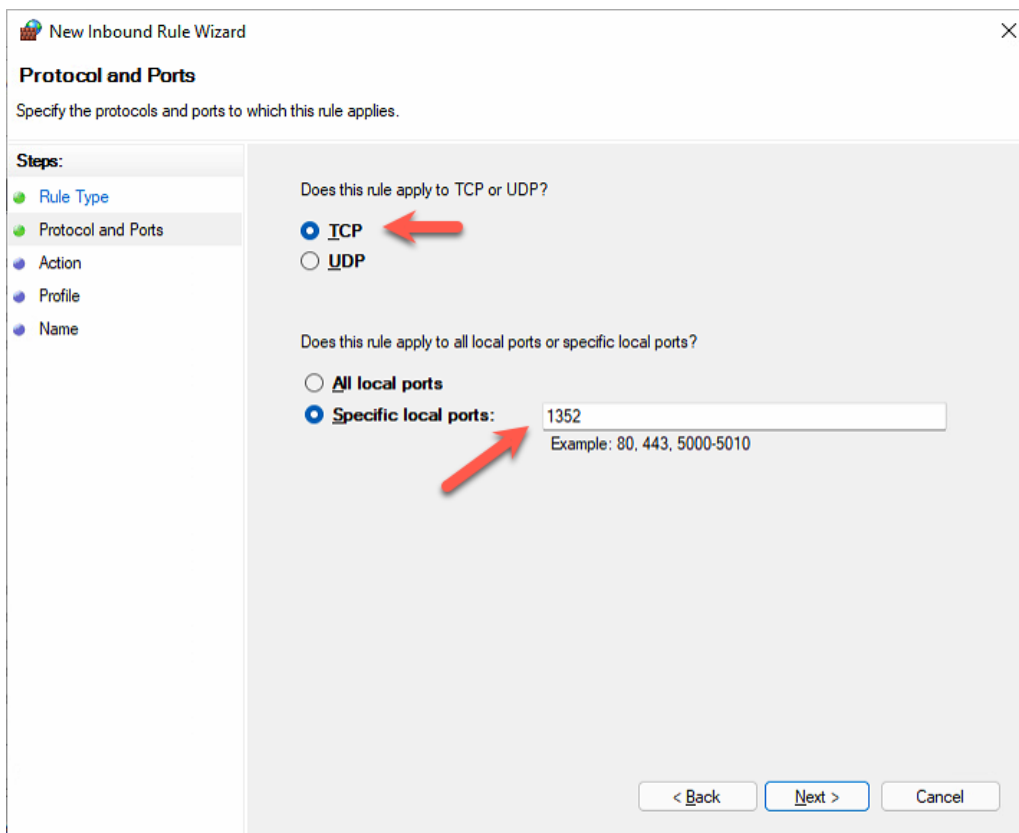 New Inbound Rule Wizard
Protocol and Ports
Specify the protocols and ports to which this rule applies.
Steps:
Rule Type
Protocol and Ports
Action
Profile
Name
Does this rule apply to TCP or UDP?
TCP
UDP
Does this rule apply to all local ports or specific local ports?
All local ports
Specific local ports: 1352
Example: 80, 443, 5000-5010
< Back Next > Cancel